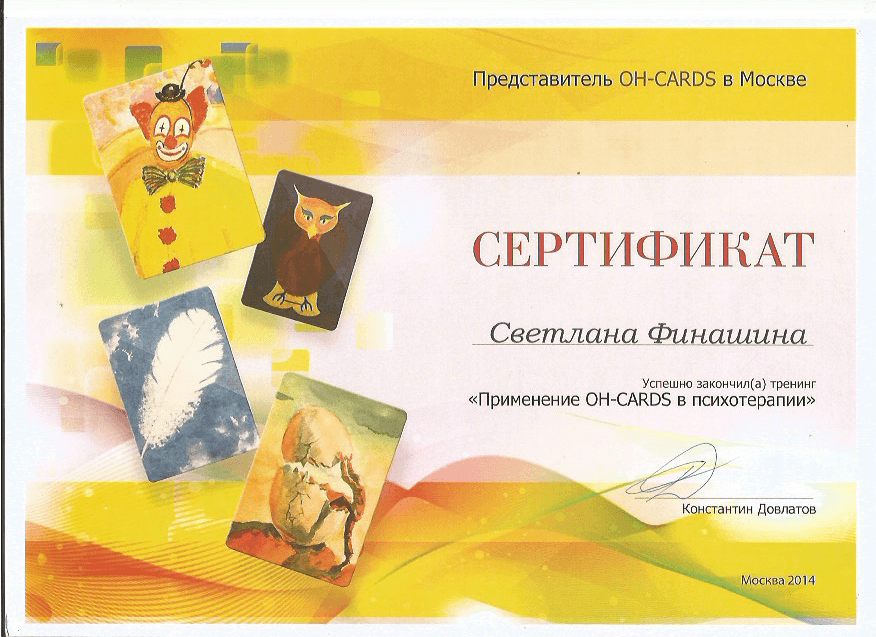 Представитель OH-CARDS в Москве
СЕРТИФИКАТ
Светлана Финашина
Успешно закончил(а) тренинг
«Применение OH-CARDS в психотерапии»
Константин Довлатов
Москва 2014